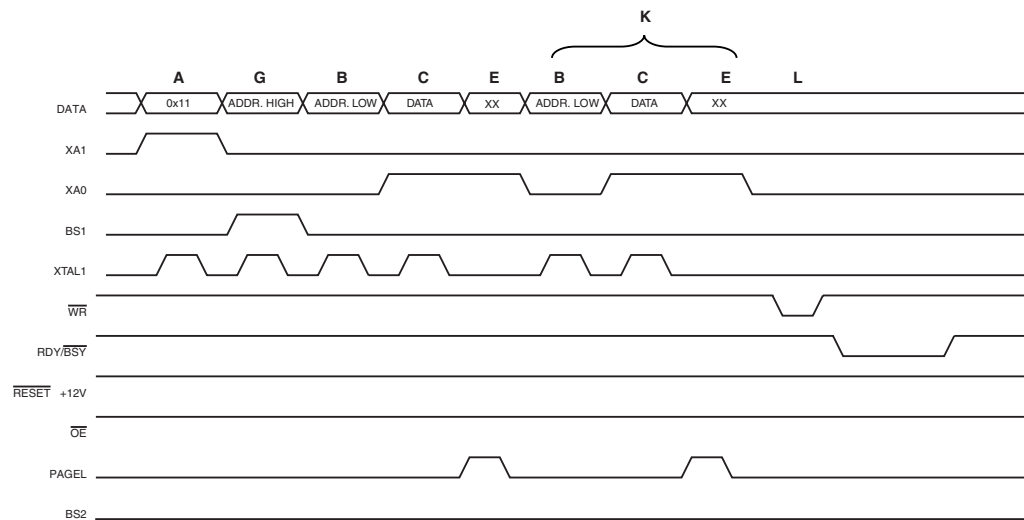 K
A G B C E B C E L
DATA 0x11 ADDR. HIGH ADDR. LOW DATA XX ADDR. LOW DATA XX
XA1
XA0
BS1
XTAL1
WR
RDY/BSY
RESET +12V
OE
PAGEL
BS2